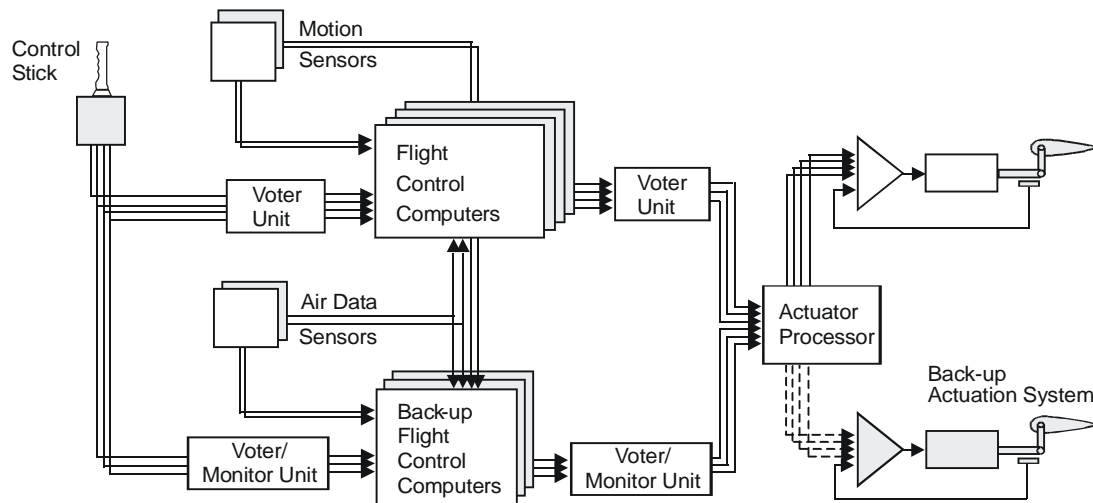 Control
Stick
Motion
Sensors
Flight
Control
Computers
Voter
Unit
Voter
Unit
Air Data
Sensors
Actuator
Processor
Back-up
Flight
Control
Computers
Voter/
Monitor Unit
Voter/
Monitor Unit
Back-up
Actuation System